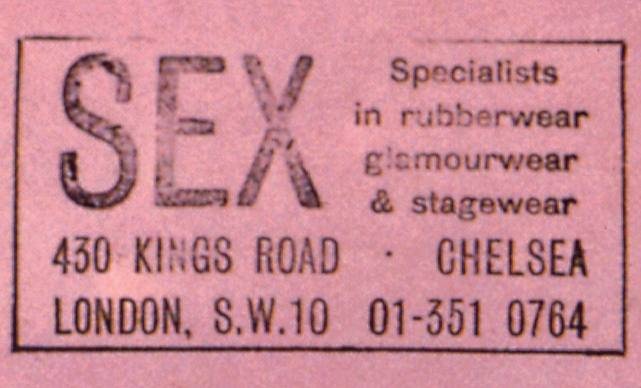 SEX
Specialists
in rubberwear
glamourwear
& stagewear
430 KINGS ROAD · CHELSEA
LONDON, S.W.10 01-351 0764